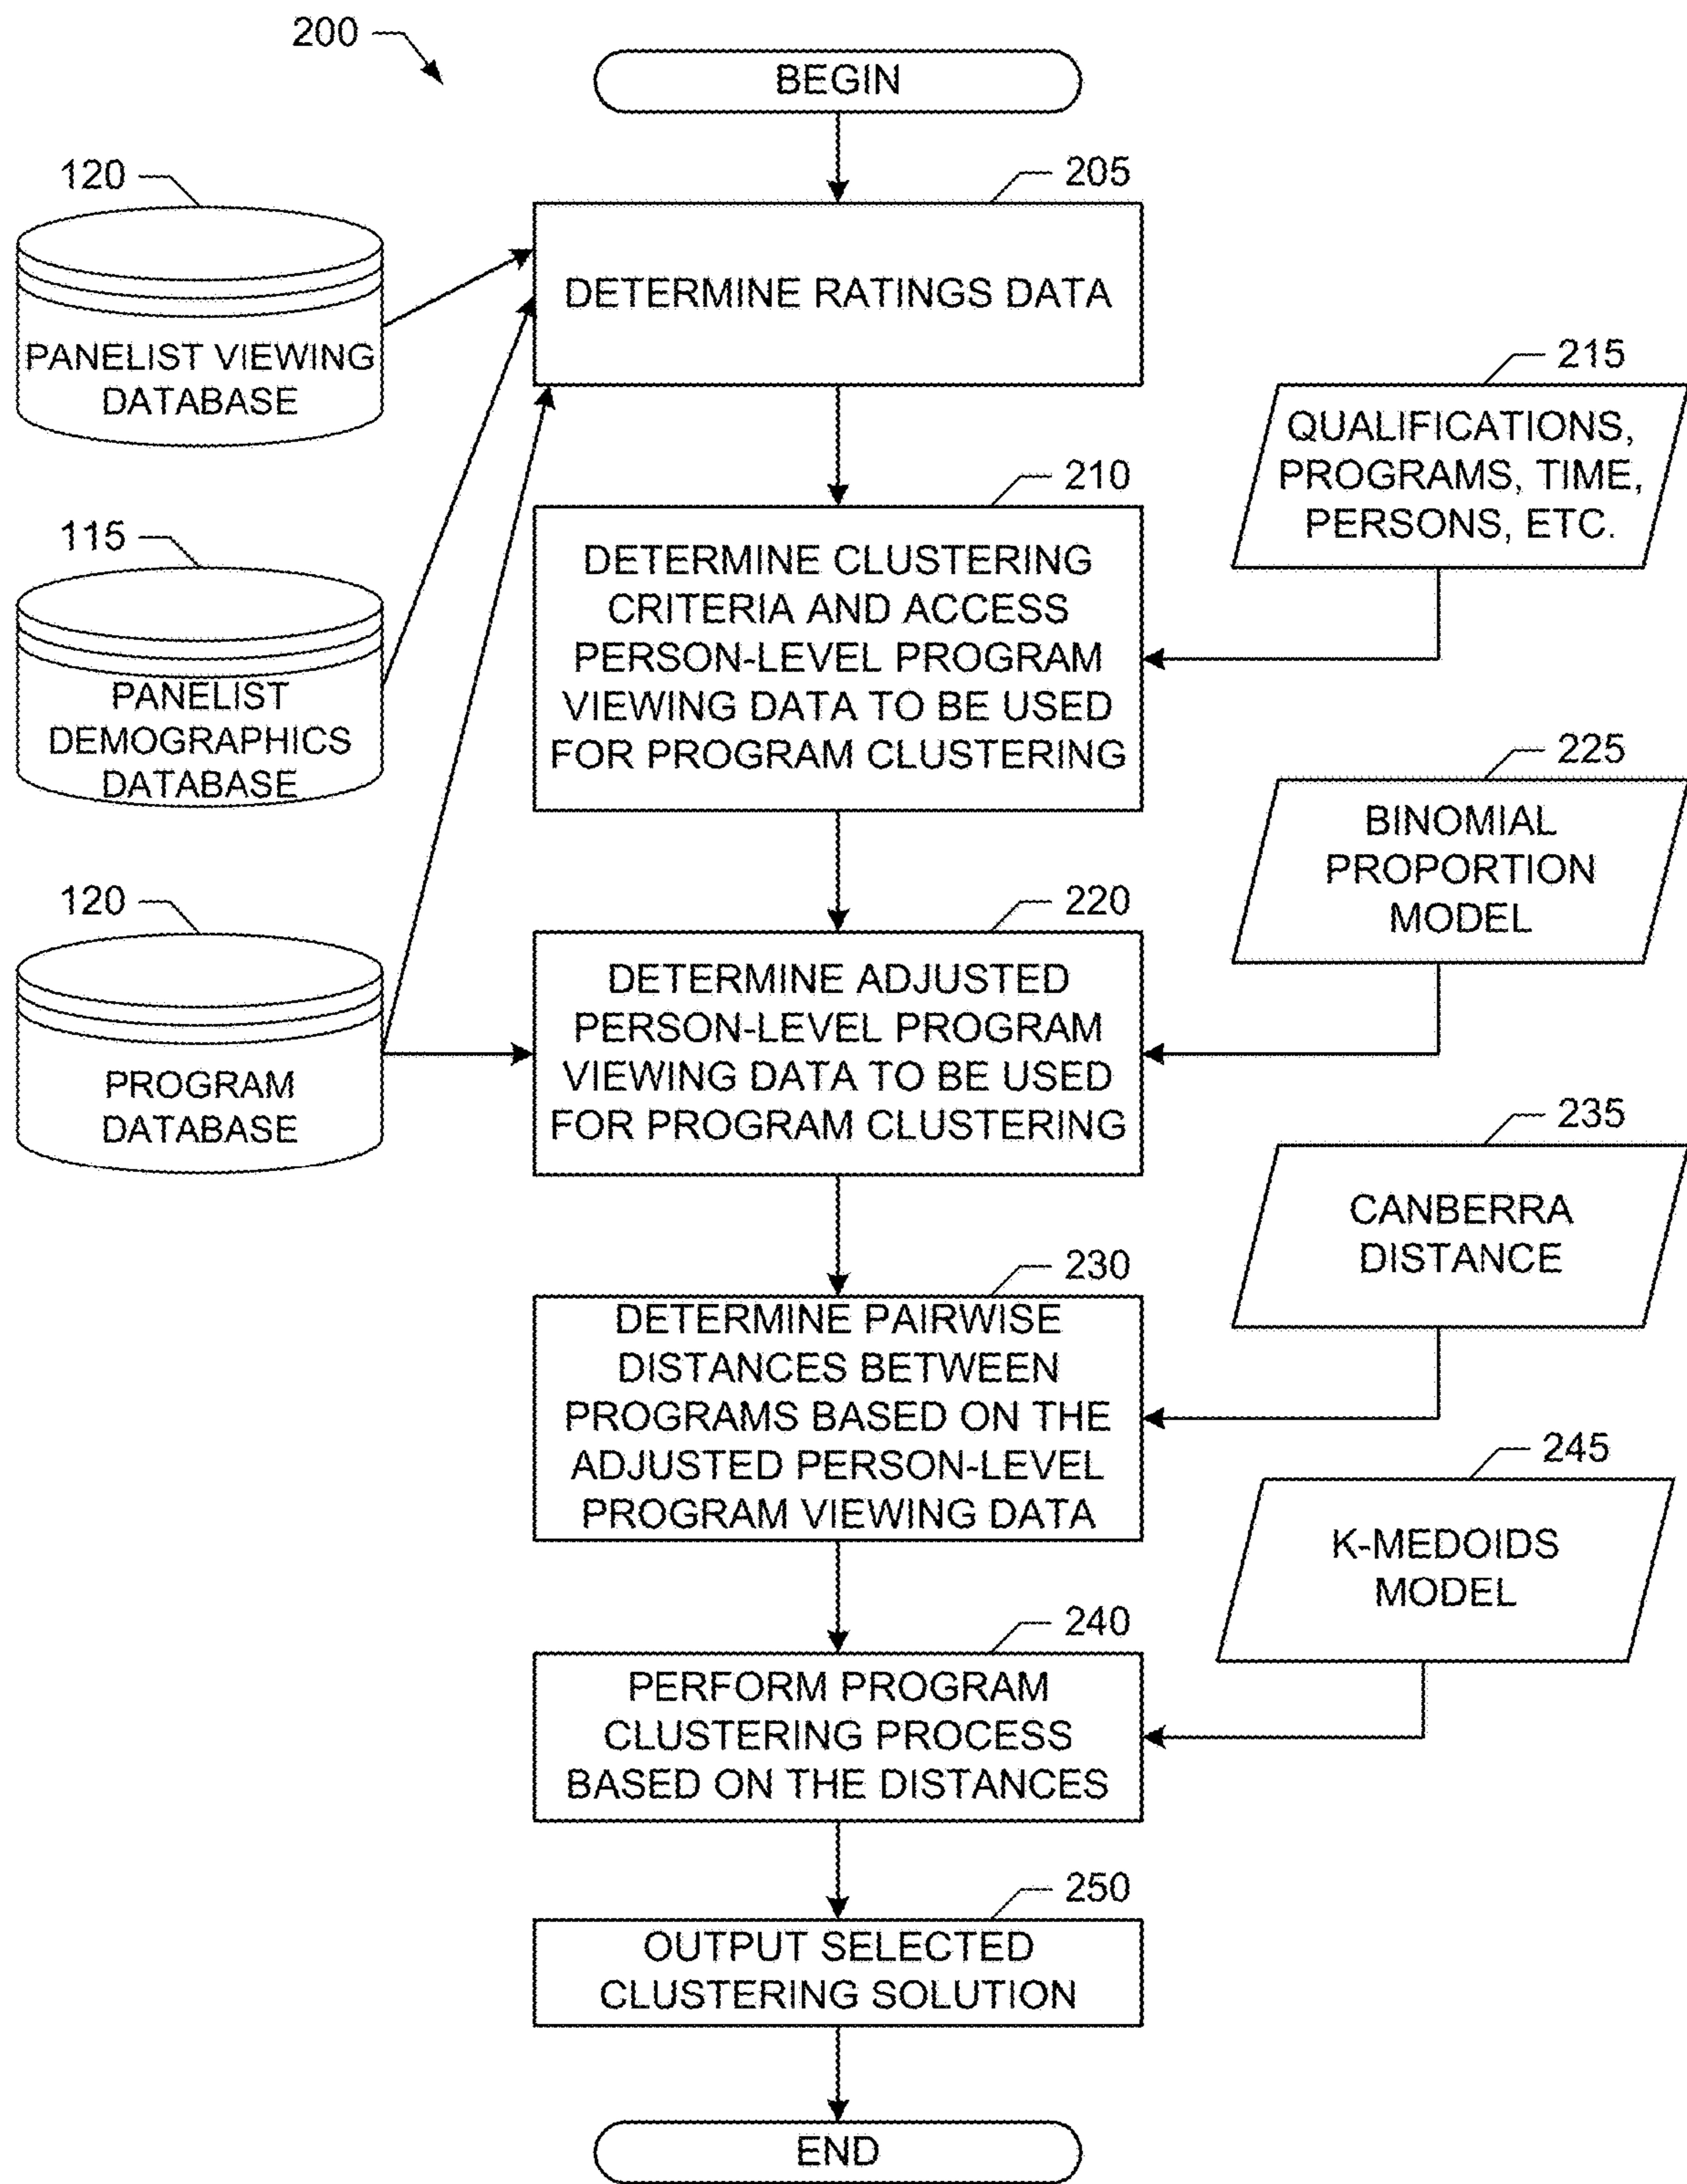 200
BEGIN
120
PANELIST VIEWING
DATABASE
205
DETERMINE RATINGS DATA
215
QUALIFICATIONS,
PROGRAMS, TIME,
PERSONS, ETC.
115
PANELIST
DEMOGRAPHICS
DATABASE
210
DETERMINE CLUSTERING
CRITERIA AND ACCESS
PERSON-LEVEL PROGRAM
VIEWING DATA TO BE USED
FOR PROGRAM CLUSTERING
225
BINOMIAL
PROPORTION
MODEL
120
PROGRAM
DATABASE
220
DETERMINE ADJUSTED
PERSON-LEVEL PROGRAM
VIEWING DATA TO BE USED
FOR PROGRAM CLUSTERING
235
CANBERRA
DISTANCE
230
DETERMINE PAIRWISE
DISTANCES BETWEEN
PROGRAMS BASED ON THE
ADJUSTED PERSON-LEVEL
PROGRAM VIEWING DATA
245
K-MEDOIDS
MODEL
240
PERFORM PROGRAM
CLUSTERING PROCESS
BASED ON THE DISTANCES
250
OUTPUT SELECTED
CLUSTERING SOLUTION
END